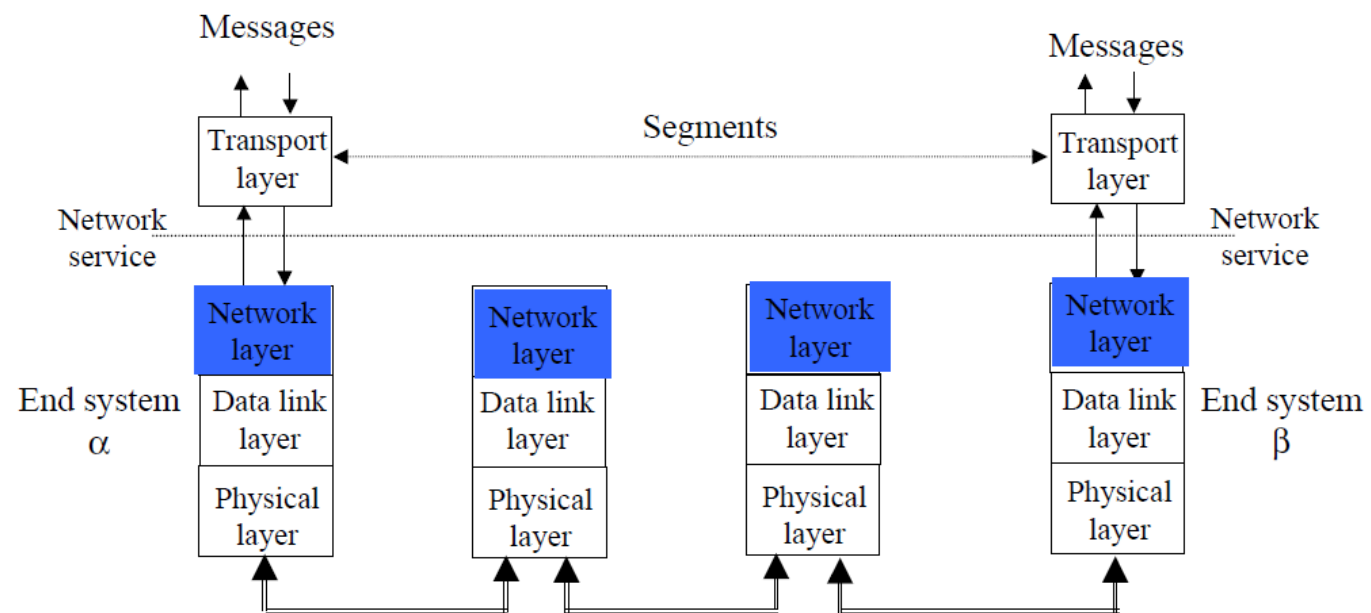 Messages
Messages
Transport
layer
Segments
Transport
layer
Network
service
Network
service
Network
layer
Network
layer
Network
layer
Network
layer
End system
α
Data link
layer
Data link
layer
Data link
layer
Data link
layer
End system
β
Physical
layer
Physical
layer
Physical
layer
Physical
layer